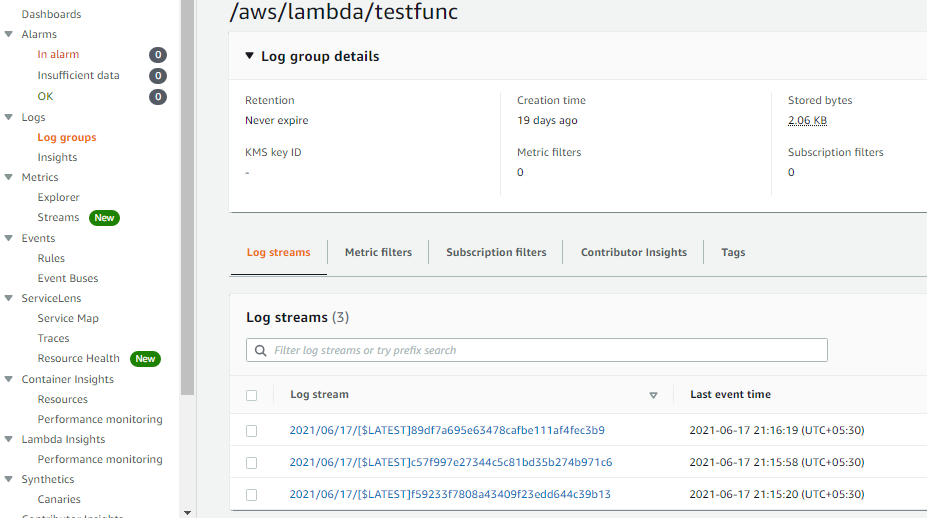 /aws/lambda/testfunc
Dashboards
Alarms
In alarm 0
Insufficient data 0
OK 0
Logs
Log groups
Insights
Metrics
Explorer
Streams New
Events
Rules
Event Buses
ServiceLens
Service Map
Traces
Resource Health New
Container Insights
Resources
Performance monitoring
Lambda Insights
Performance monitoring
Synthetics
Canaries
Contributor Insights
Log group details
Retention
Never expire
KMS key ID
-
Creation time
19 days ago
Metric filters
0
Stored bytes
2.06 KB
Subscription filters
0
Log streams Metric filters Subscription filters Contributor Insights Tags
Log streams (3)
Filter log streams or try prefix search
Log stream Last event time
2021/06/17/[$LATEST]89df7a695e63478cafbe111af4fec3b9 2021-06-17 21:16:19 (UTC+05:30)
2021/06/17/[$LATEST]c57f997e27344c5c81bd35b274b971c6 2021-06-17 21:15:58 (UTC+05:30)
2021/06/17/[$LATEST]f59233f7808a43409f23edd644c39b13 2021-06-17 21:15:20 (UTC+05:30)